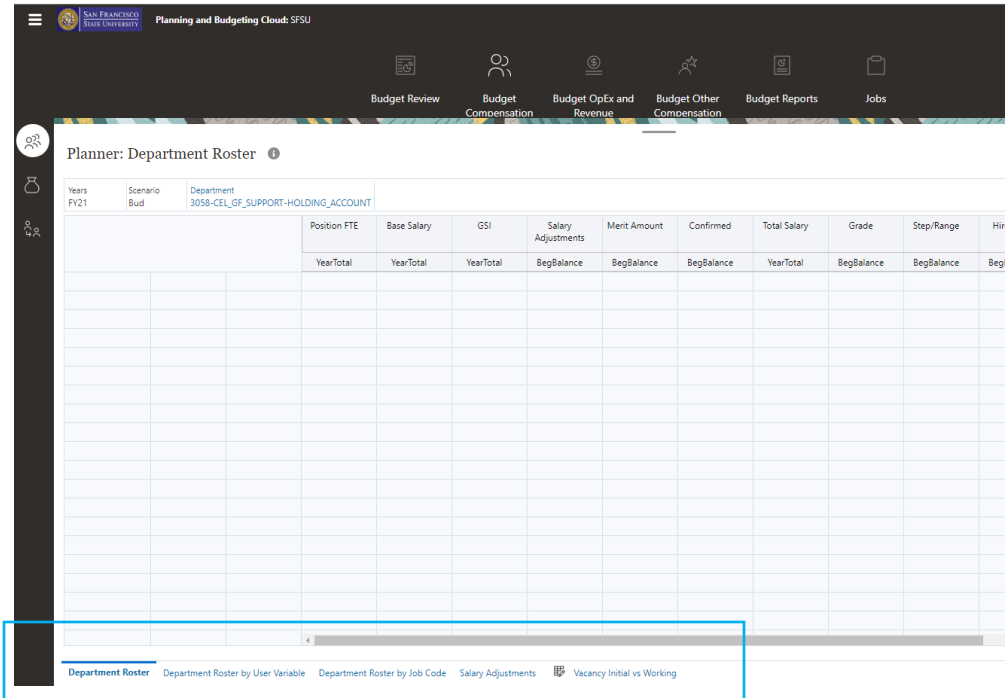 SAN FRANCISCO
STATE UNIVERSITY
Planning and Budgeting Cloud: SFSU
Budget Review
Budget Compensation
Budget OpEx and Revenue
Budget Other Compensation
Budget Reports
Jobs
Planner: Department Roster
Years Scenario Department
FY21 Bud 3058-CEL_GF_SUPPORT-HOLDING_ACCOUNT
Position FTE Base Salary GSI Salary Adjustments Merit Amount Confirmed Total Salary Grade Step/Range Hir
YearTotal YearTotal YearTotal BegBalance BegBalance BegBalance YearTotal BegBalance BegBalance Beg
Department Roster Department Roster by User Variable Department Roster by Job Code Salary Adjustments Vacancy Initial vs Working